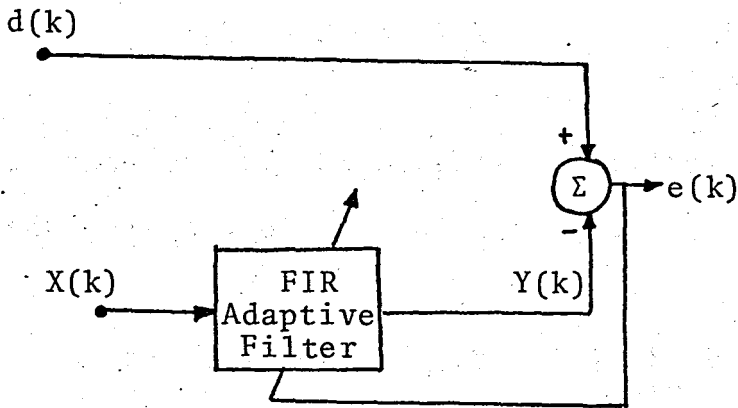 d(k)
+
Σ
e(k)
-
X(k)
FIR
Adaptive
Filter
Y(k)